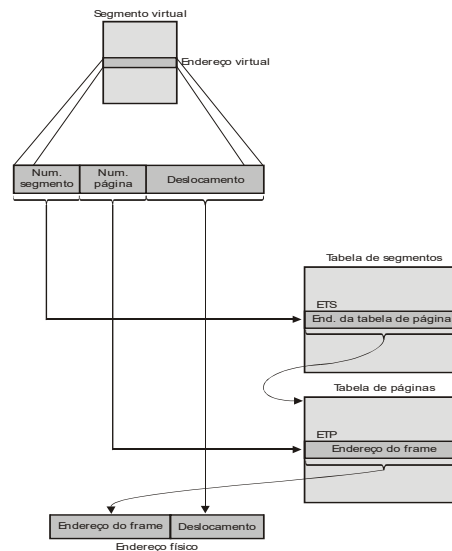 Segmento virtual
Endereço virtual
Num.
segmento
Num.
página
Deslocamento
Tabela de segmentos
ETS
End. da tabela de página
Tabela de páginas
ETP
Endereço do frame
Endereço do frame
Deslocamento
Endereço físico